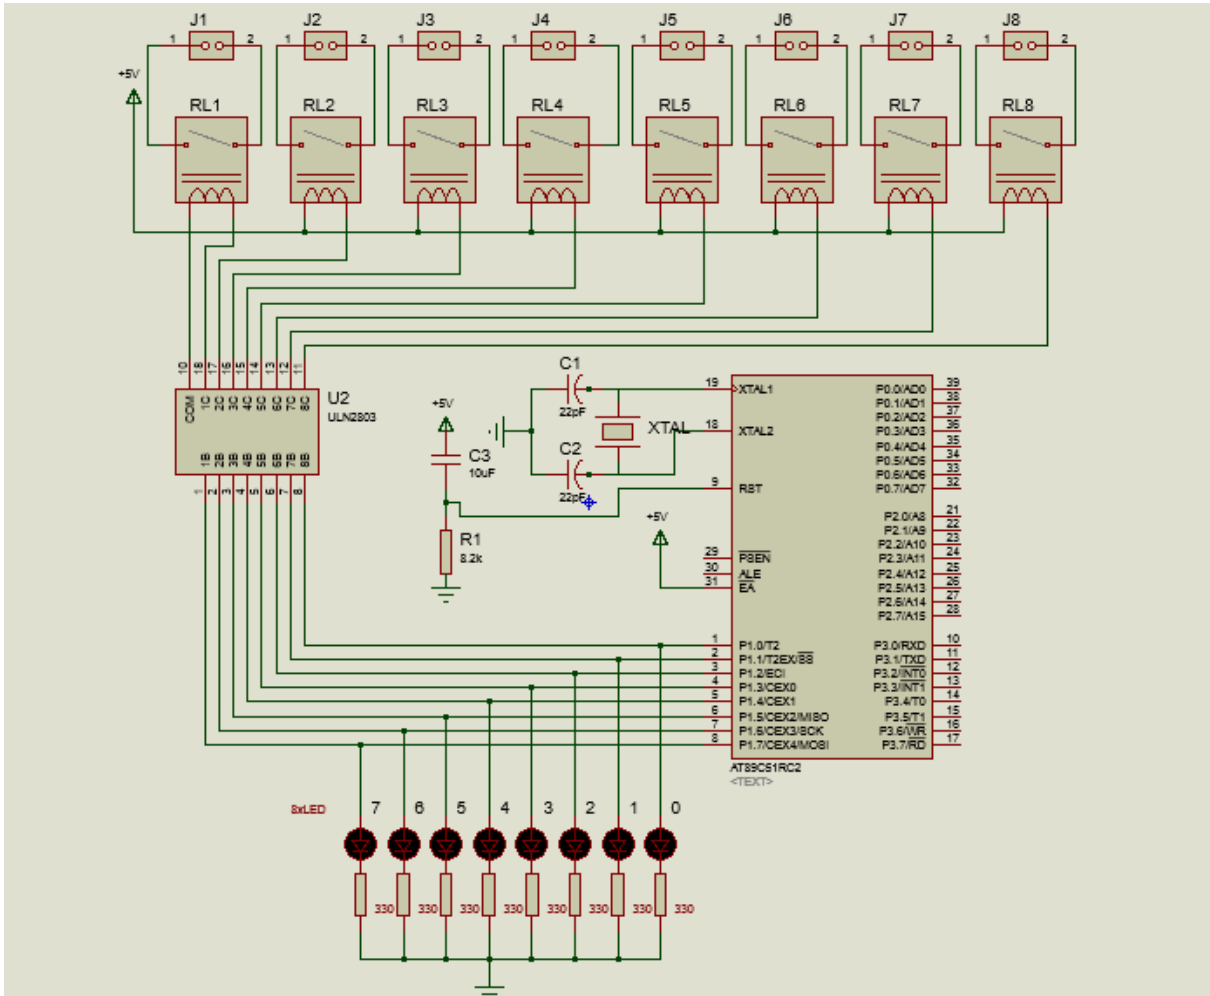 J1 J2 J3 J4 J5 J6 J7 J8
1 2 1 2 1 2 1 2 1 2 1 2 1 2 1 2
+5V
RL1 RL2 RL3 RL4 RL5 RL6 RL7 RL8
10 18 17 16 15 14 13 12 11
COM 1C 2C 3C 4C 5C 6C 7C 8C
U2
ULN2803
1B 2B 3B 4B 5B 6B 7B 8B
1 2 3 4 5 6 7 8
+5V
C3
10uF
R1
8.2k
C1
22pF
XTAL
C2
22pF
+5V
19 XTAL1
18 XTAL2
9 RST
29 PSEN
30 ALE
31 EA
1 P1.0/T2
2 P1.1/T2EX/SS
3 P1.2/ECI
4 P1.3/CEX0
5 P1.4/CEX1
6 P1.5/CEX2/MISO
7 P1.6/CEX3/SCK
8 P1.7/CEX4/MOSI
P0.0/AD0 39
P0.1/AD1 38
P0.2/AD2 37
P0.3/AD3 36
P0.4/AD4 35
P0.5/AD5 34
P0.6/AD6 33
P0.7/AD7 32
P2.0/A8 21
P2.1/A9 22
P2.2/A10 23
P2.3/A11 24
P2.4/A12 25
P2.5/A13 26
P2.6/A14 27
P2.7/A15 28
P3.0/RXD 10
P3.1/TXD 11
P3.2/INT0 12
P3.3/INT1 13
P3.4/T0 14
P3.5/T1 15
P3.6/WR 16
P3.7/RD 17
AT89C51RC2
<TEXT>
8xLED 7 6 5 4 3 2 1 0
330 330 330 330 330 330 330 330